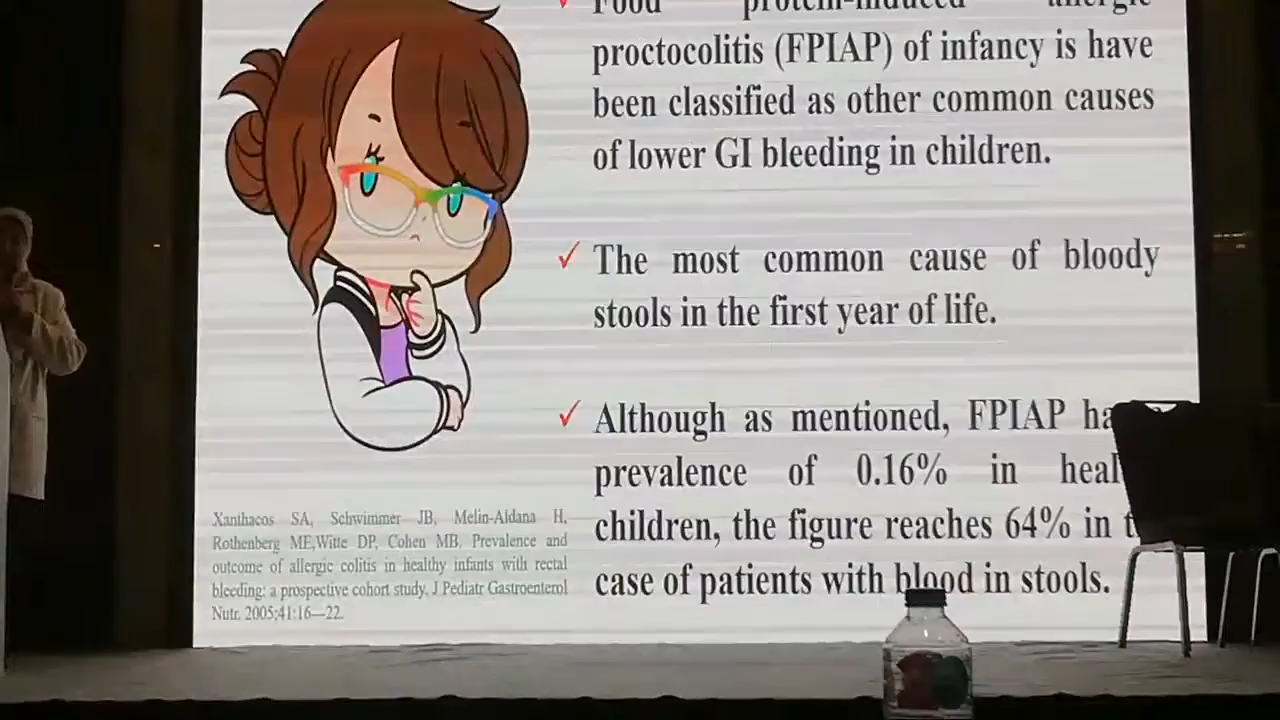 ✓ Food protein-induced allergic
proctocolitis (FPIAP) of infancy is have
been classified as other common causes
of lower GI bleeding in children.
✓ The most common cause of bloody
stools in the first year of life.
✓ Although as mentioned, FPIAP
prevalence of 0.16% in
children, the figure reaches 64% in
case of patients with blood in stools.
Xanthacos SA, Schwimmer JB, Melin-Aldana H,
Rothenberg ME,Witte DP, Cohen MB. Prevalence and
outcome of allergic colitis in healthy infants with rectal
bleeding: a prospective cohort study. J Pediatr Gastroenterol
Nutr. 2005;41:16—22.